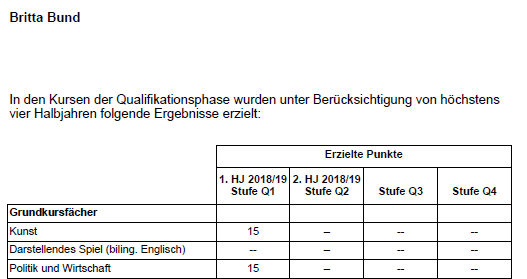 Britta Bund
In den Kursen der Qualifikationsphase wurden unter Berücksichtigung von höchstens
vier Halbjahren folgende Ergebnisse erzielt:
Erzielte Punkte
1. HJ 2018/19 2. HJ 2018/19
Stufe Q1 Stufe Q2 Stufe Q3 Stufe Q4
Grundkursfächer
Kunst 15 -- -- --
Darstellendes Spiel (biling. Englisch) -- -- -- --
Politik und Wirtschaft 15 -- -- --